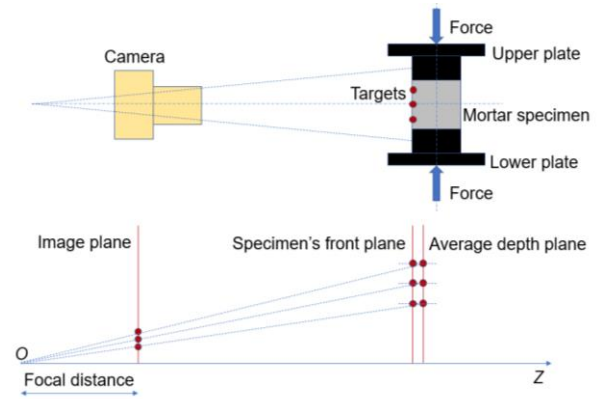 Force
Camera
Upper plate
Targets
Mortar specimen
Lower plate
Force
Image plane
Specimen's front plane
Average depth plane
O
Z
Focal distance